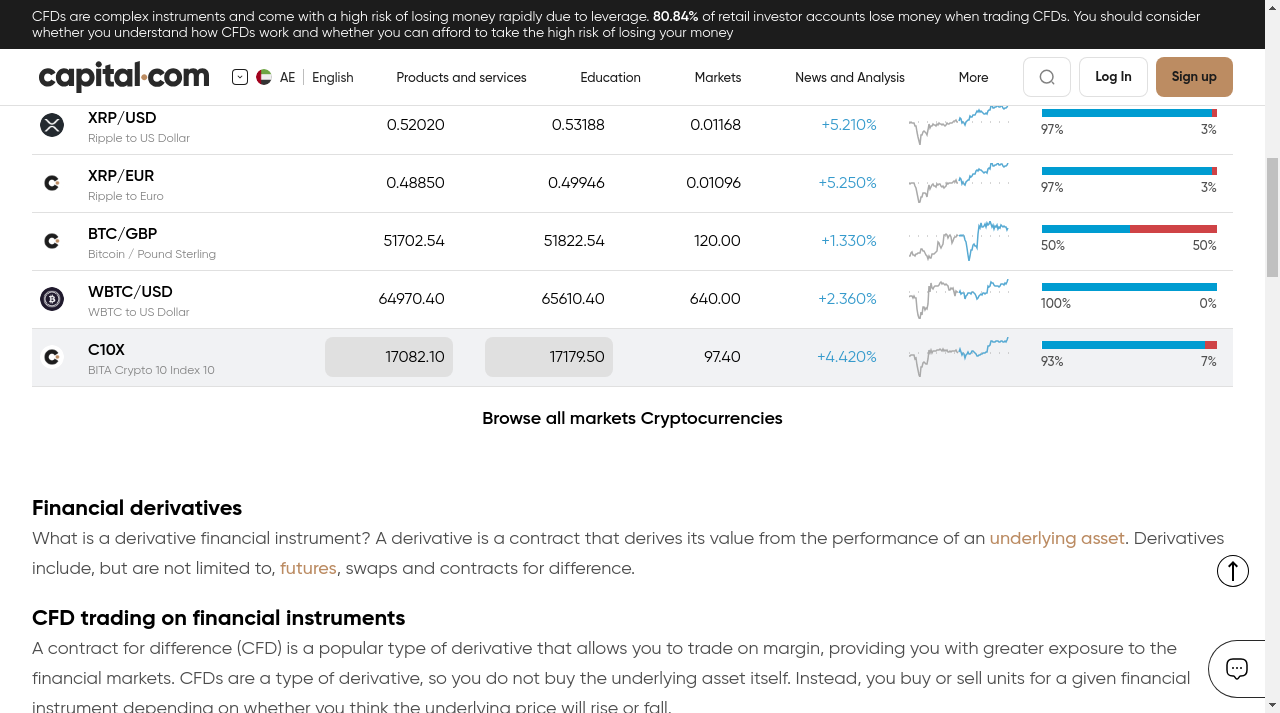 CFDs are complex instruments and come with a high risk of losing money rapidly due to leverage. 80.84% of retail investor accounts lose money when trading CFDs. You should consider
whether you understand how CFDs work and whether you can afford to take the high risk of losing your money
capital.com
AE English Products and services Education Markets News and Analysis More Log In Sign up
XRP/USD
Ripple to US Dollar
0.52020 0.53188 0.01168 +5.210%
97% 3%
XRP/EUR
Ripple to Euro
0.48850 0.49946 0.01096 +5.250%
97% 3%
BTC/GBP
Bitcoin / Pound Sterling
51702.54 51822.54 120.00 +1.330%
50% 50%
WBTC/USD
WBTC to US Dollar
64970.40 65610.40 640.00 +2.360%
100% 0%
C10X
BITA Crypto 10 Index 10
17082.10 17179.50 97.40 +4.420%
93% 7%
Browse all markets Cryptocurrencies
Financial derivatives
What is a derivative financial instrument? A derivative is a contract that derives its value from the performance of an underlying asset. Derivatives
include, but are not limited to, futures, swaps and contracts for difference.
CFD trading on financial instruments
A contract for difference (CFD) is a popular type of derivative that allows you to trade on margin, providing you with greater exposure to the
financial markets. CFDs are a type of derivative, so you do not buy the underlying asset itself. Instead, you buy or sell units for a given financial
instrument depending on whether you think the underlying price will rise or fall.